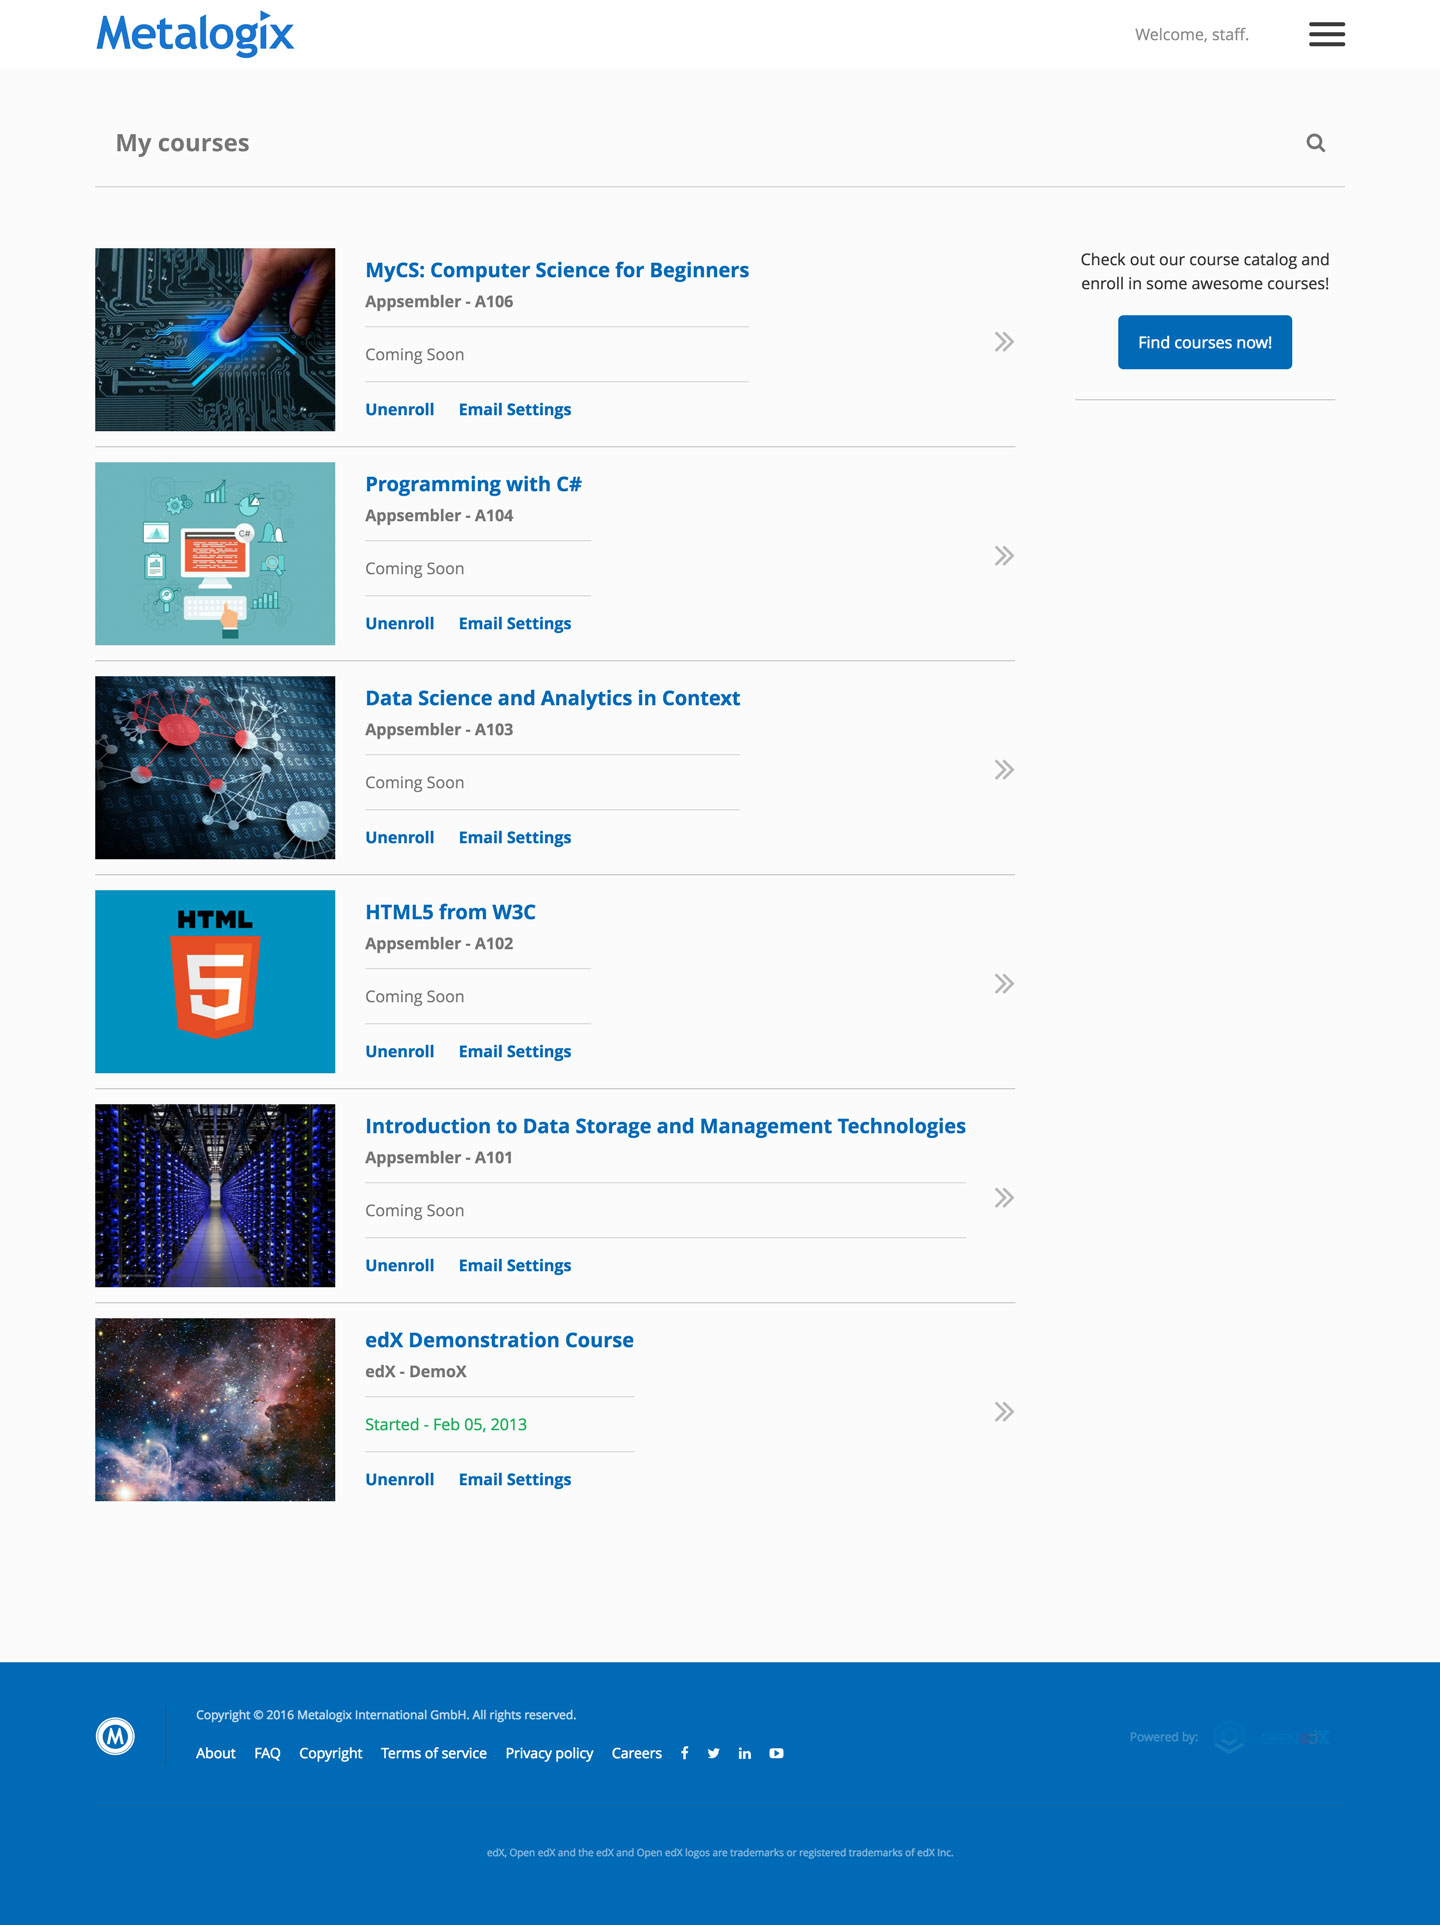 Metalogix
Welcome, staff.
My courses
MyCS: Computer Science for Beginners
Appsembler - A106
Coming Soon
Unenroll Email Settings
Check out our course catalog and
enroll in some awesome courses!
Find courses now!
C#
Programming with C#
Appsembler - A104
Coming Soon
Unenroll Email Settings
Data Science and Analytics in Context
Appsembler - A103
Coming Soon
Unenroll Email Settings
HTML
5
HTML5 from W3C
Appsembler - A102
Coming Soon
Unenroll Email Settings
Introduction to Data Storage and Management Technologies
Appsembler - A101
Coming Soon
Unenroll Email Settings
edX Demonstration Course
edX - DemoX
Started - Feb 05, 2013
Unenroll Email Settings
M
Copyright © 2016 Metalogix International GmbH. All rights reserved.
About FAQ Copyright Terms of service Privacy policy Careers
Powered by: OPEN edX
edX, Open edX and the edX and Open edX logos are trademarks or registered trademarks of edX Inc.